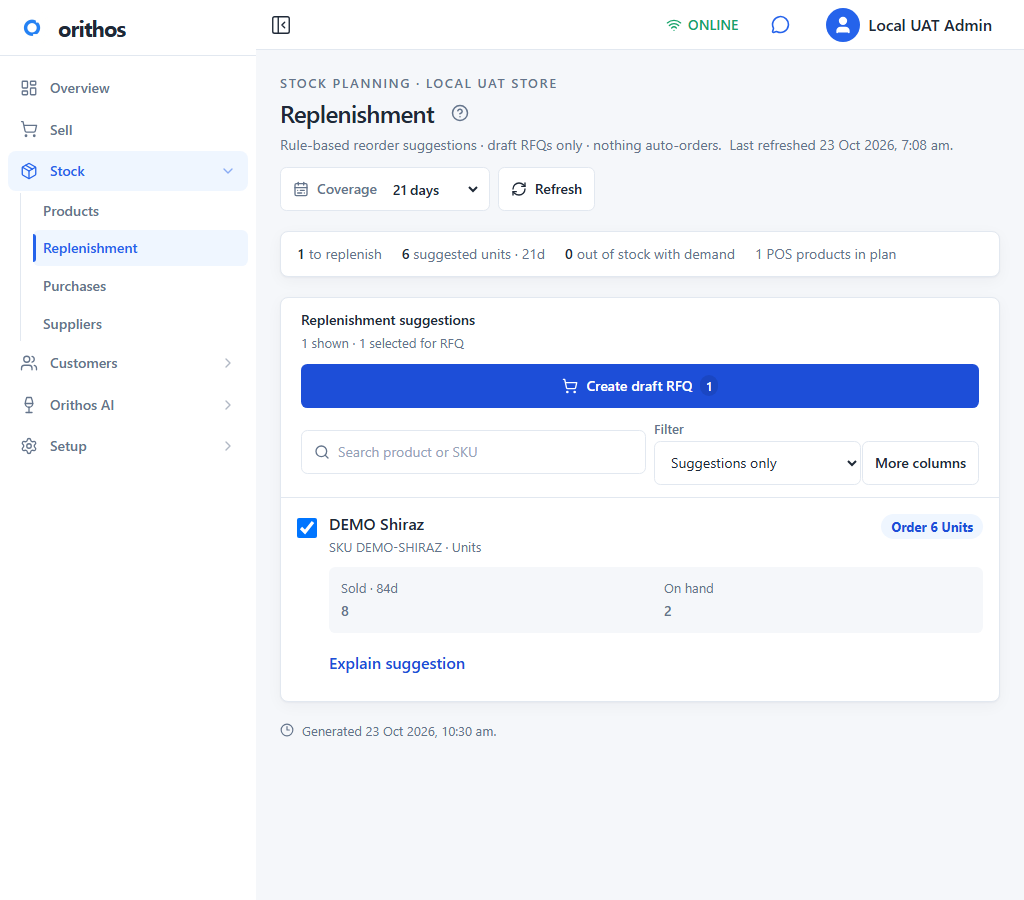 orithos
ONLINE
Local UAT Admin
Overview
Sell
Stock
Products
Replenishment
Purchases
Suppliers
Customers
Orithos AI
Setup
STOCK PLANNING · LOCAL UAT STORE
Replenishment
Rule-based reorder suggestions · draft RFQs only · nothing auto-orders. Last refreshed 23 Oct 2026, 7:08 am.
Coverage 21 days
Refresh
1 to replenish 6 suggested units · 21d 0 out of stock with demand 1 POS products in plan
Replenishment suggestions
1 shown · 1 selected for RFQ
Create draft RFQ 1
Filter
Search product or SKU
Suggestions only
More columns
DEMO Shiraz
Order 6 Units
SKU DEMO-SHIRAZ · Units
Sold · 84d
On hand
8
2
Explain suggestion
Generated 23 Oct 2026, 10:30 am.